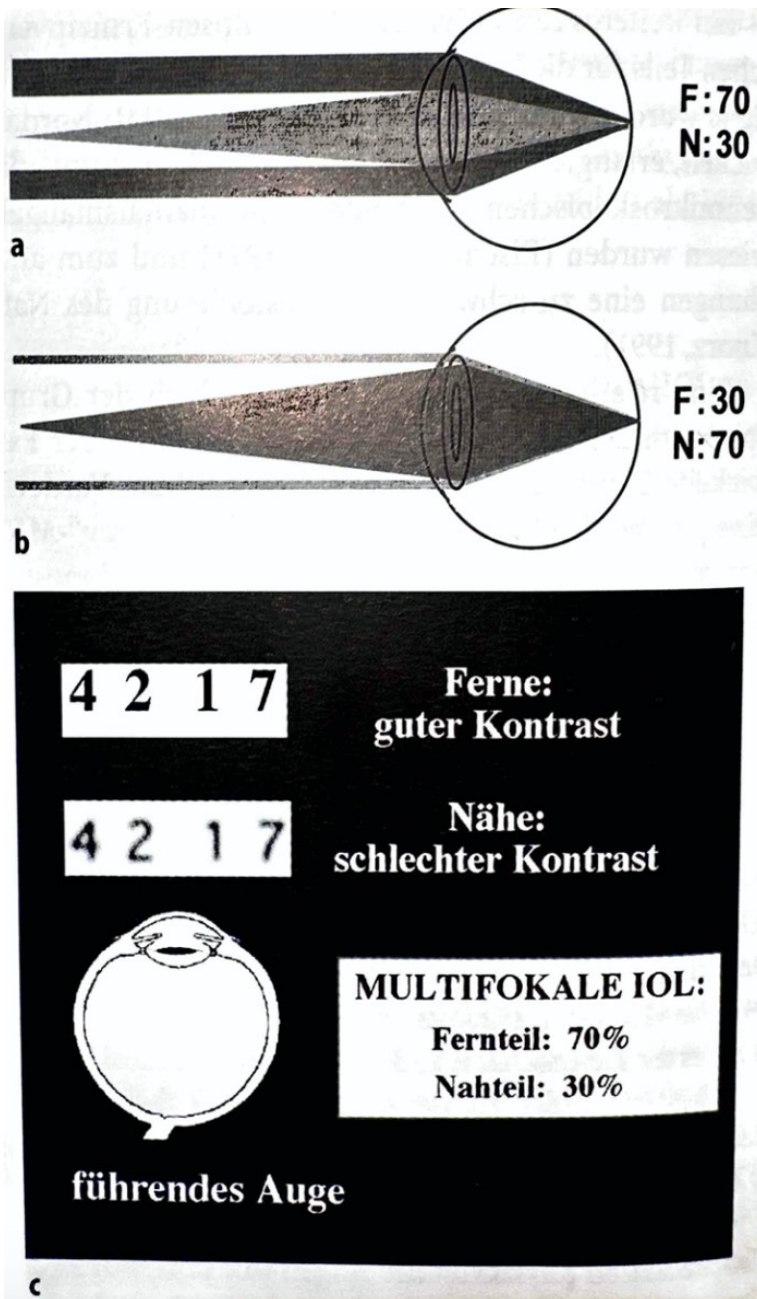 F:70
N:30
a
F:30
N:70
b
4 2 1 7
Ferne:
guter Kontrast
4 2 1 7
Nähe:
schlechter Kontrast
MULTIFOKALE IOL:
Fernteil: 70%
Nahteil: 30%
führendes Auge
c